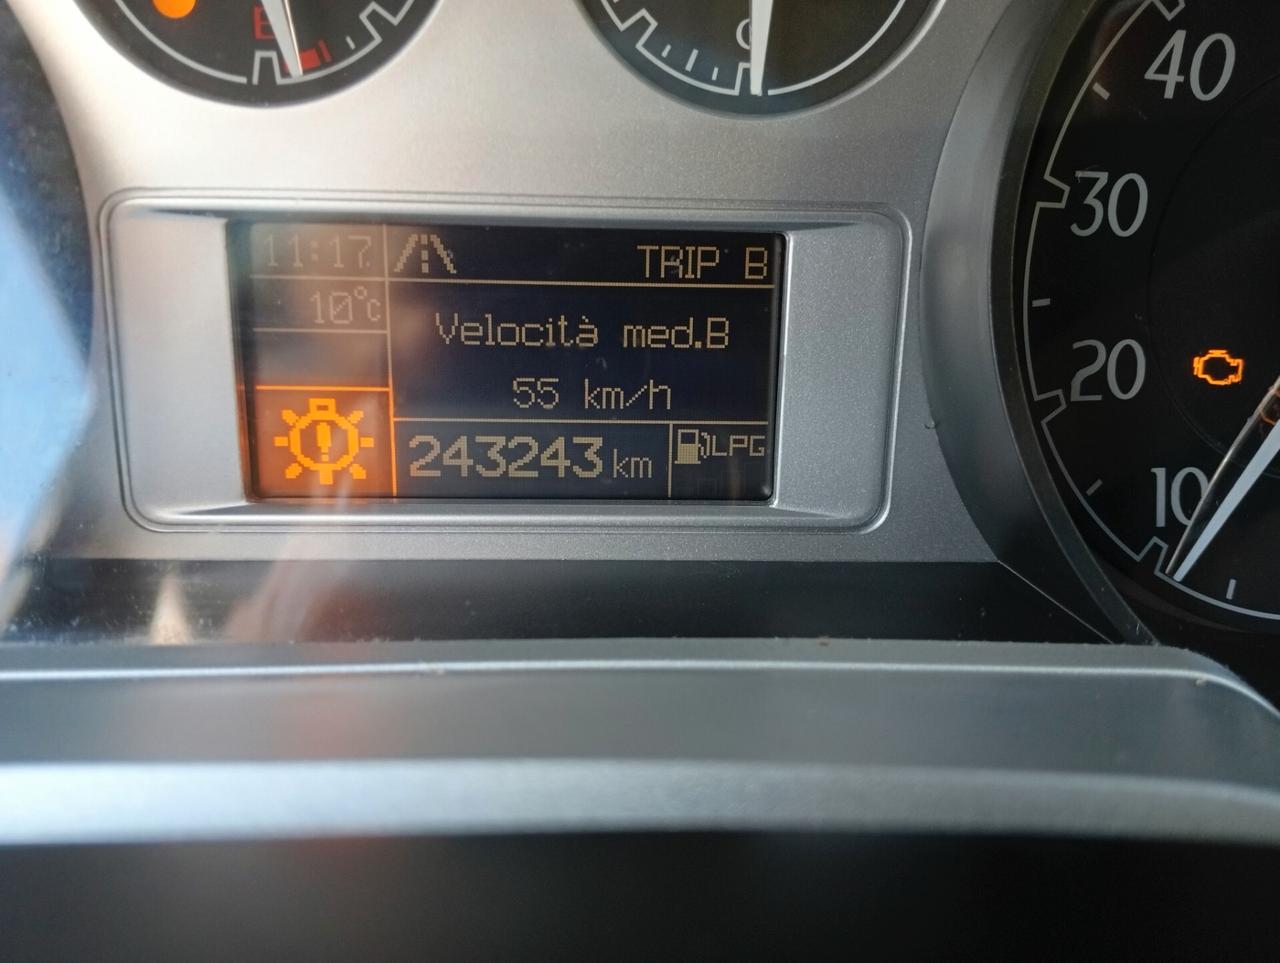 E
C
40
30
20
10
11:17
TRIP B
10°C
Velocità med.B
55 km/h
243243 km
LPG